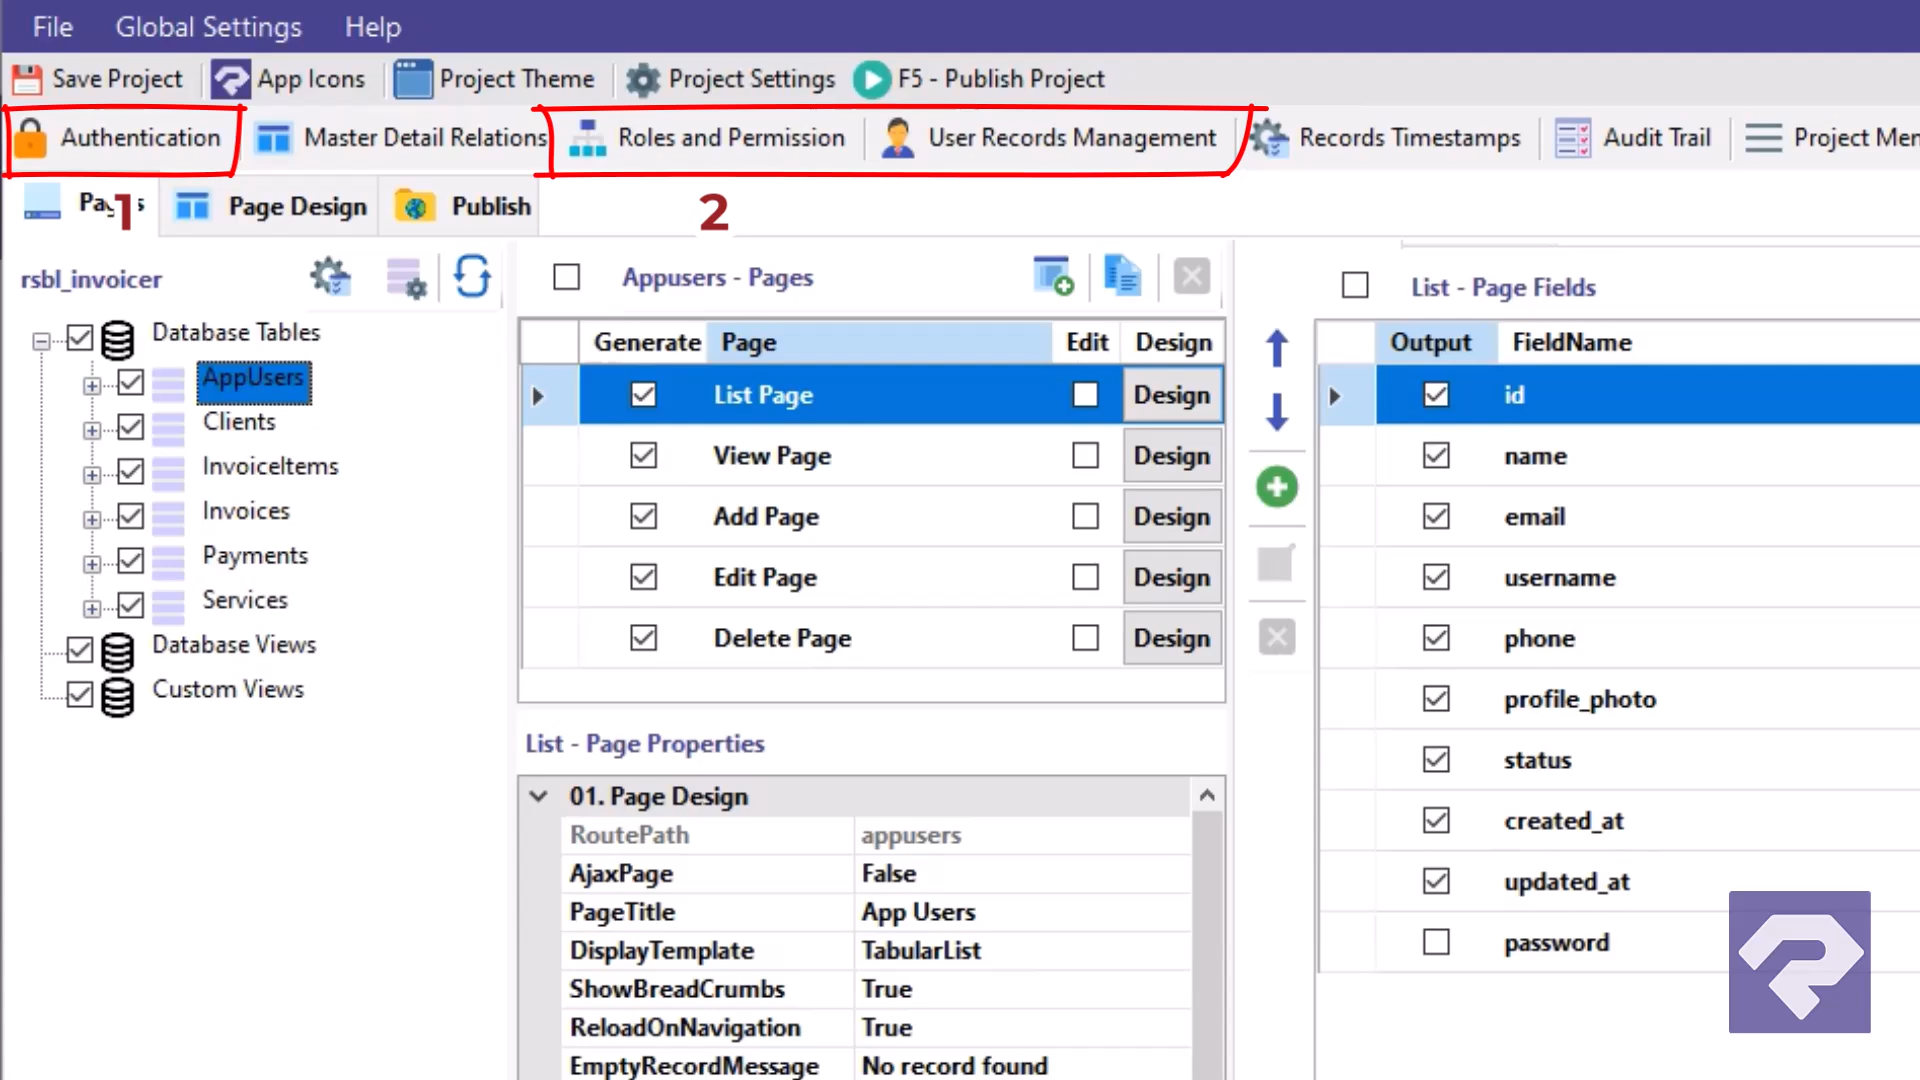 File Global Settings Help
Save Project App Icons Project Theme Project Settings F5 - Publish Project
Authentication Master Detail Relations Roles and Permission User Records Management Records Timestamps Audit Trail Project Men
1 Page Design Publish 2
rsbl_invoicer
Database Tables
AppUsers
Clients
InvoiceItems
Invoices
Payments
Services
Database Views
Custom Views
Appusers - Pages
Generate Page Edit Design
List Page Design
View Page Design
Add Page Design
Edit Page Design
Delete Page Design
List - Page Properties
01. Page Design
RoutePath appusers
AjaxPage False
PageTitle App Users
DisplayTemplate TabularList
ShowBreadCrumbs True
ReloadOnNavigation True
EmptyRecordMessage No record found
List - Page Fields
Output FieldName
id
name
email
username
phone
profile_photo
status
created_at
updated_at
password